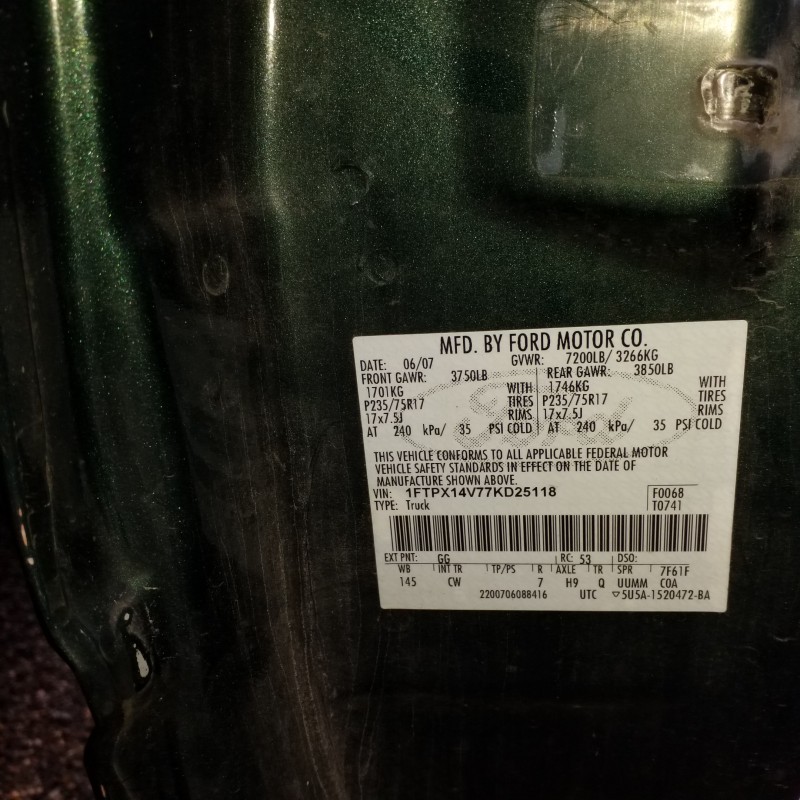 MFD. BY FORD MOTOR CO.
DATE: 06/07 GVWR: 7200LB/ 3266KG
FRONT GAWR: 3750LB REAR GAWR: 3850LB
1701KG WITH 1746KG WITH
P235/75R17 TIRES P235/75R17 TIRES
17x7.5J RIMS 17x7.5J RIMS
AT 240 kPa/ 35 PSI COLD AT 240 kPa/ 35 PSI COLD
Ford
THIS VEHICLE CONFORMS TO ALL APPLICABLE FEDERAL MOTOR
VEHICLE SAFETY STANDARDS IN EFFECT ON THE DATE OF
MANUFACTURE SHOWN ABOVE.
VIN: 1FTPX14V77KD25118 F0068
TYPE: Truck T0741
EXT PNT: GG RC: 53 DSO:
WB INT TR TP/PS R AXLE TR SPR 7F61F
145 CW 7 H9 Q UUMM COA
2200706088416 UTC ▽5U5A-1520472-BA